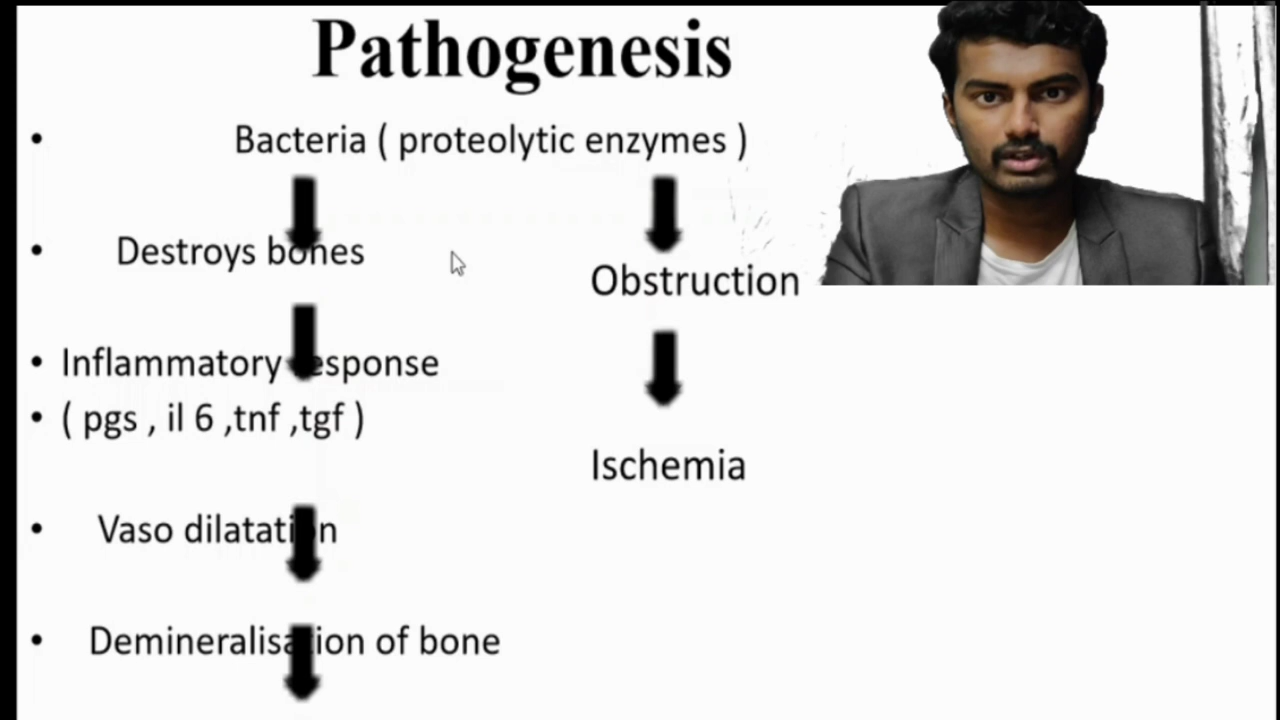 Pathogenesis
• Bacteria ( proteolytic enzymes )
• Destroys bones
Obstruction
• Inflammatory response
• ( pgs , il 6 ,tnf ,tgf )
Ischemia
• Vaso dilatation
• Demineralisation of bone